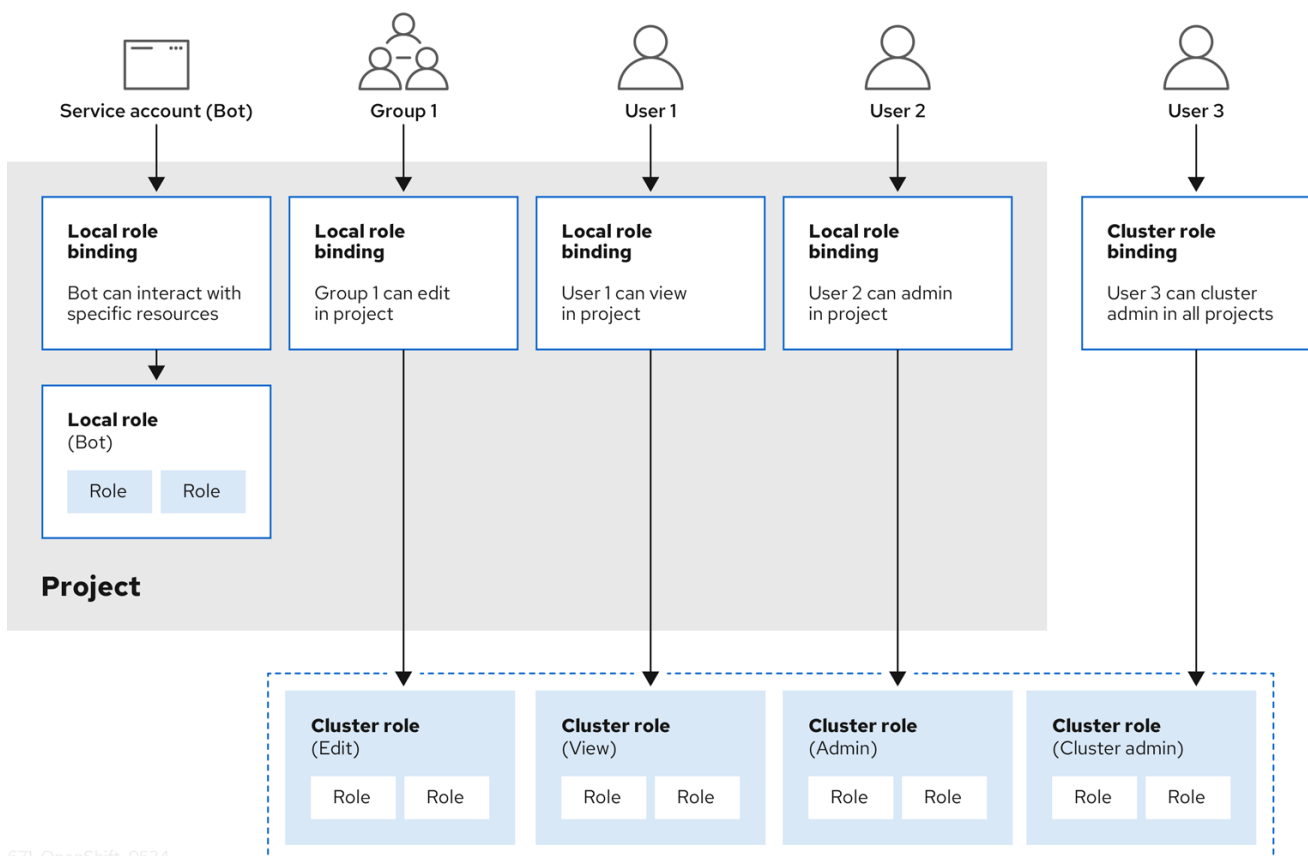 Service account (Bot)
Group 1
User 1
User 2
User 3
Local role
binding
Bot can interact with
specific resources
Local role
binding
Group 1 can edit
in project
Local role
binding
User 1 can view
in project
Local role
binding
User 2 can admin
in project
Cluster role
binding
User 3 can cluster
admin in all projects
Local role
(Bot)
Role
Role
Project
Cluster role
(Edit)
Role
Role
Cluster role
(View)
Role
Role
Cluster role
(Admin)
Role
Role
Cluster role
(Cluster admin)
Role
Role